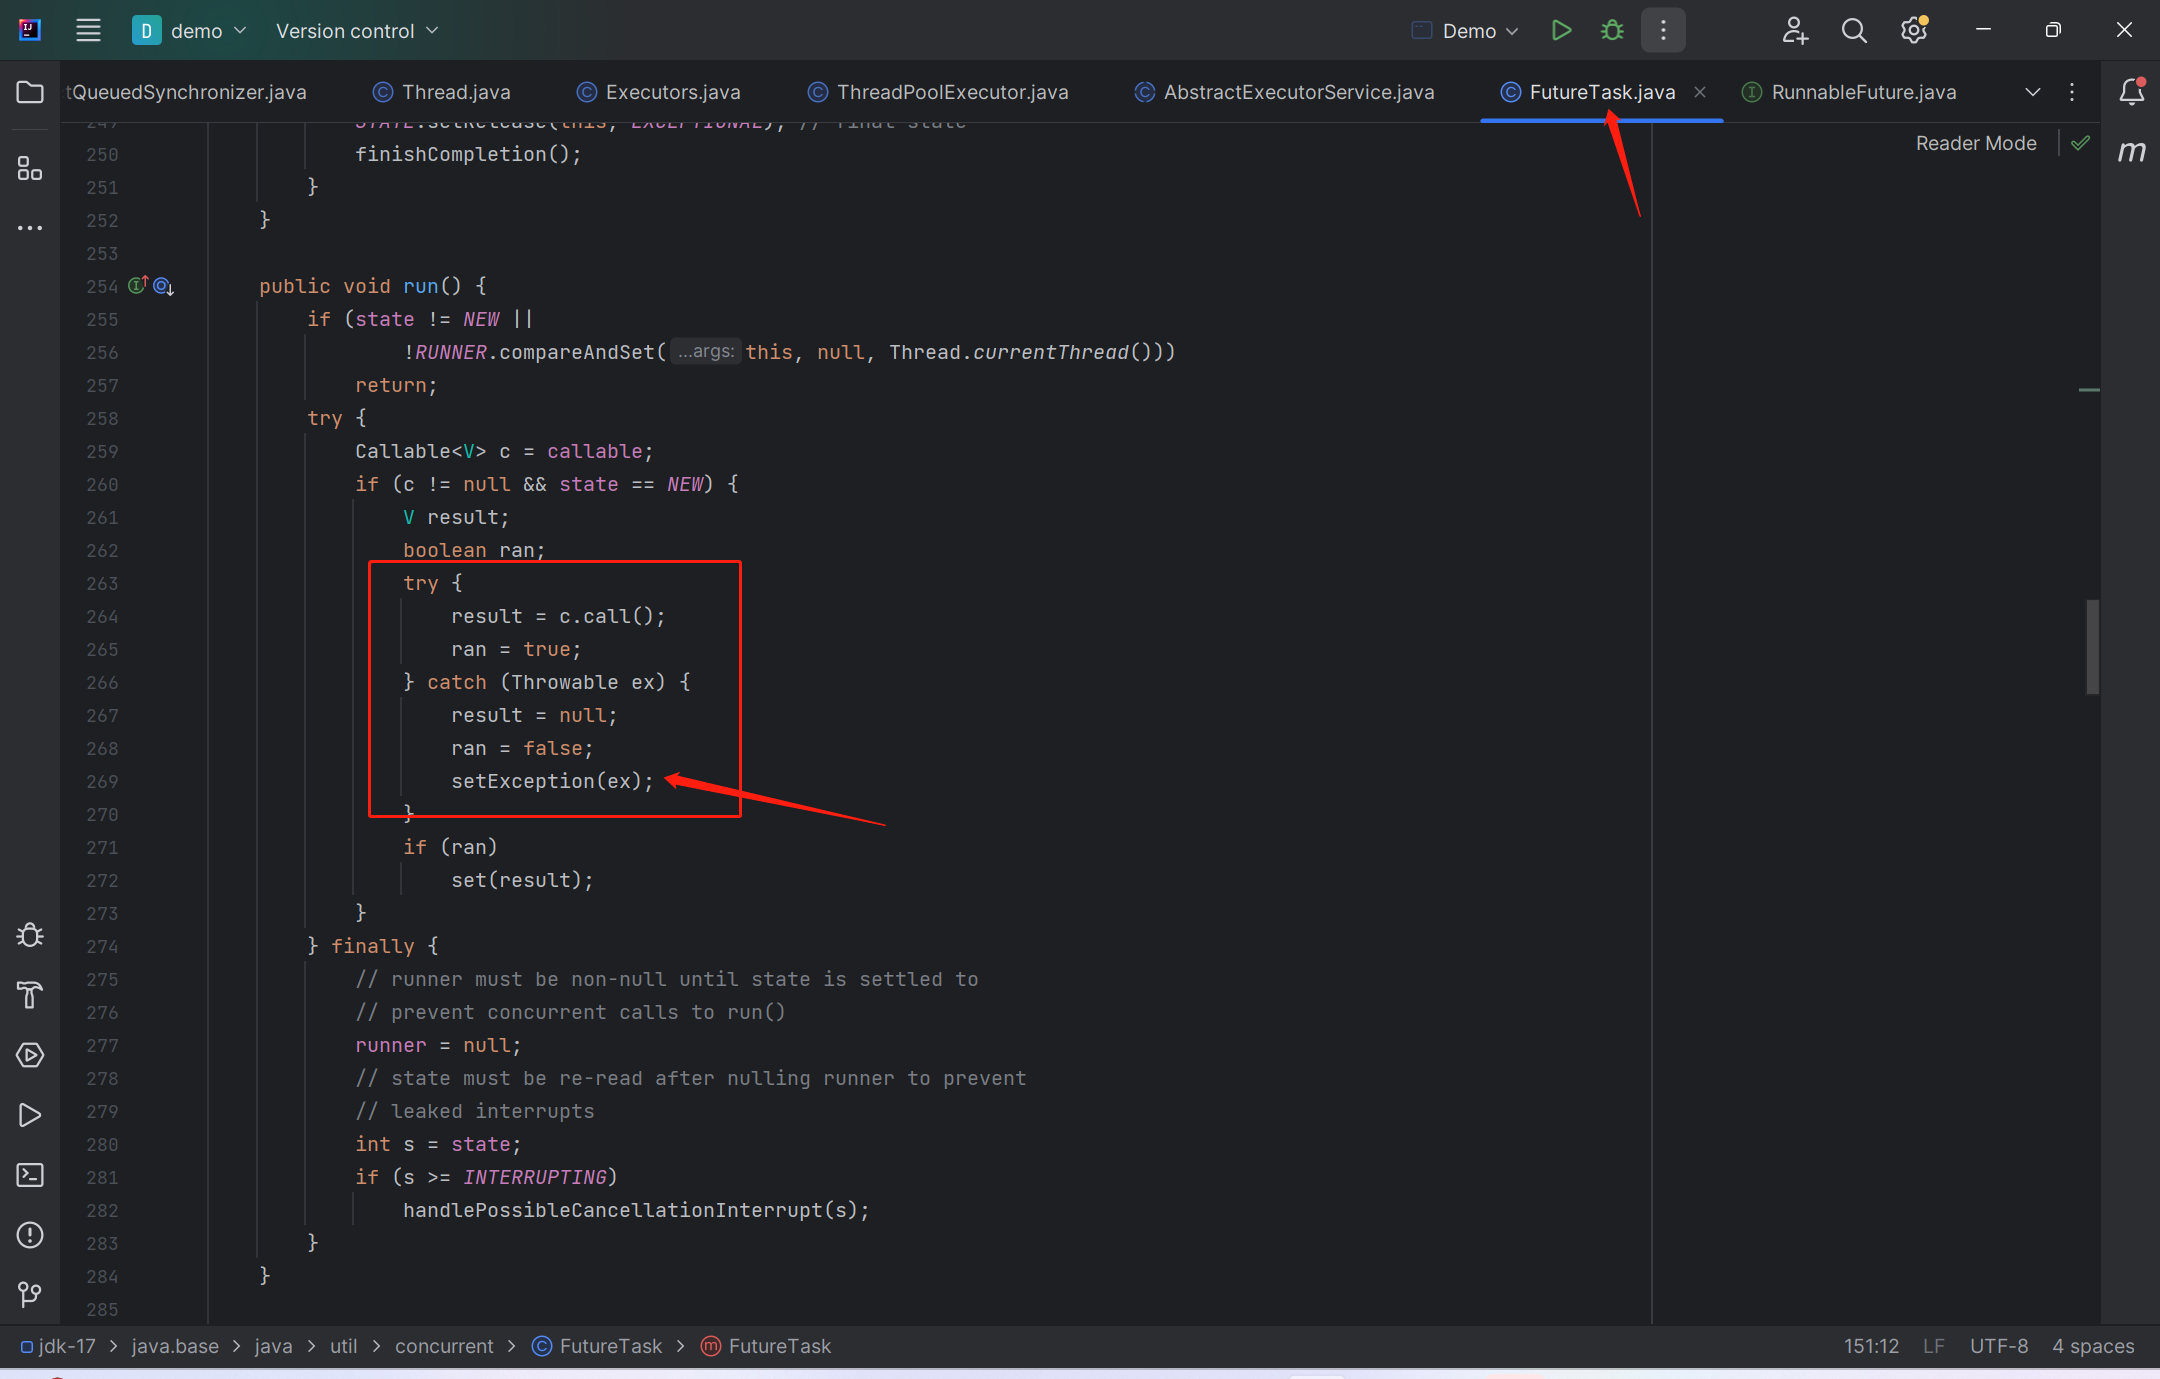 D demo Version control Demo
tQueuedSynchronizer.java Thread.java Executors.java ThreadPoolExecutor.java AbstractExecutorService.java FutureTask.java RunnableFuture.java
Reader Mode
250 finishCompletion();
251 }
252 }
253
254 public void run() {
255 if (state != NEW ||
256 !RUNNER.compareAndSet( ...args: this, null, Thread.currentThread()))
257 return;
258 try {
259 Callable<V> c = callable;
260 if (c != null && state == NEW) {
261 V result;
262 boolean ran;
263 try {
264 result = c.call();
265 ran = true;
266 } catch (Throwable ex) {
267 result = null;
268 ran = false;
269 setException(ex);
270 }
271 if (ran)
272 set(result);
273 }
274 } finally {
275 // runner must be non-null until state is settled to
276 // prevent concurrent calls to run()
277 runner = null;
278 // state must be re-read after nulling runner to prevent
279 // leaked interrupts
280 int s = state;
281 if (s >= INTERRUPTING)
282 handlePossibleCancellationInterrupt(s);
283 }
284 }
285
jdk-17 > java.base > java > util > concurrent > FutureTask > FutureTask 151:12 LF UTF-8 4 spaces